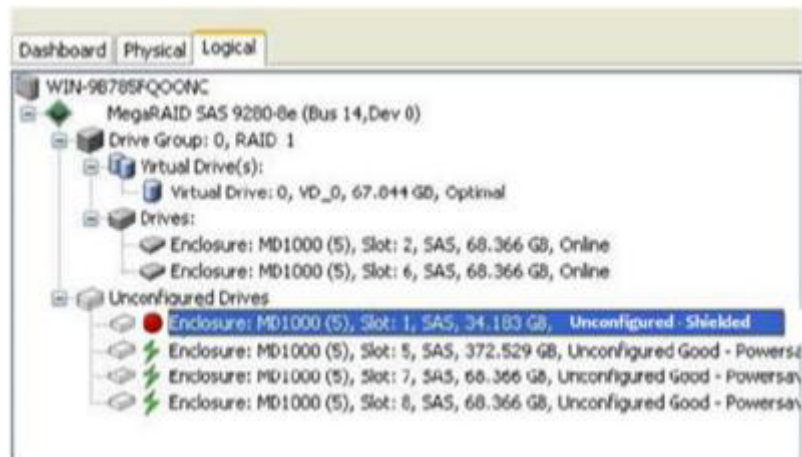 Dashboard Physical Logical
WIN-9B785FQOONC
MegaRAID SAS 9280-8e (Bus 14,Dev 0)
Drive Group: 0, RAID 1
Virtual Drive(s):
Virtual Drive: 0, VD_0, 67.844 GB, Optimal
Drives:
Enclosure: MD1000 (5), Slot: 2, SAS, 68.366 GB, Online
Enclosure: MD1000 (5), Slot: 6, SAS, 68.366 GB, Online
Unconfigured Drives
Enclosure: MD1000 (5), Slot: 1, SAS, 34.183 GB, Unconfigured - Shielded
Enclosure: MD1000 (5), Slot: 5, SAS, 372.529 GB, Unconfigured Good - Powersa
Enclosure: MD1000 (5), Slot: 7, SAS, 68.366 GB, Unconfigured Good - Powersav
Enclosure: MD1000 (5), Slot: 8, SAS, 68.366 GB, Unconfigured Good - Powersav